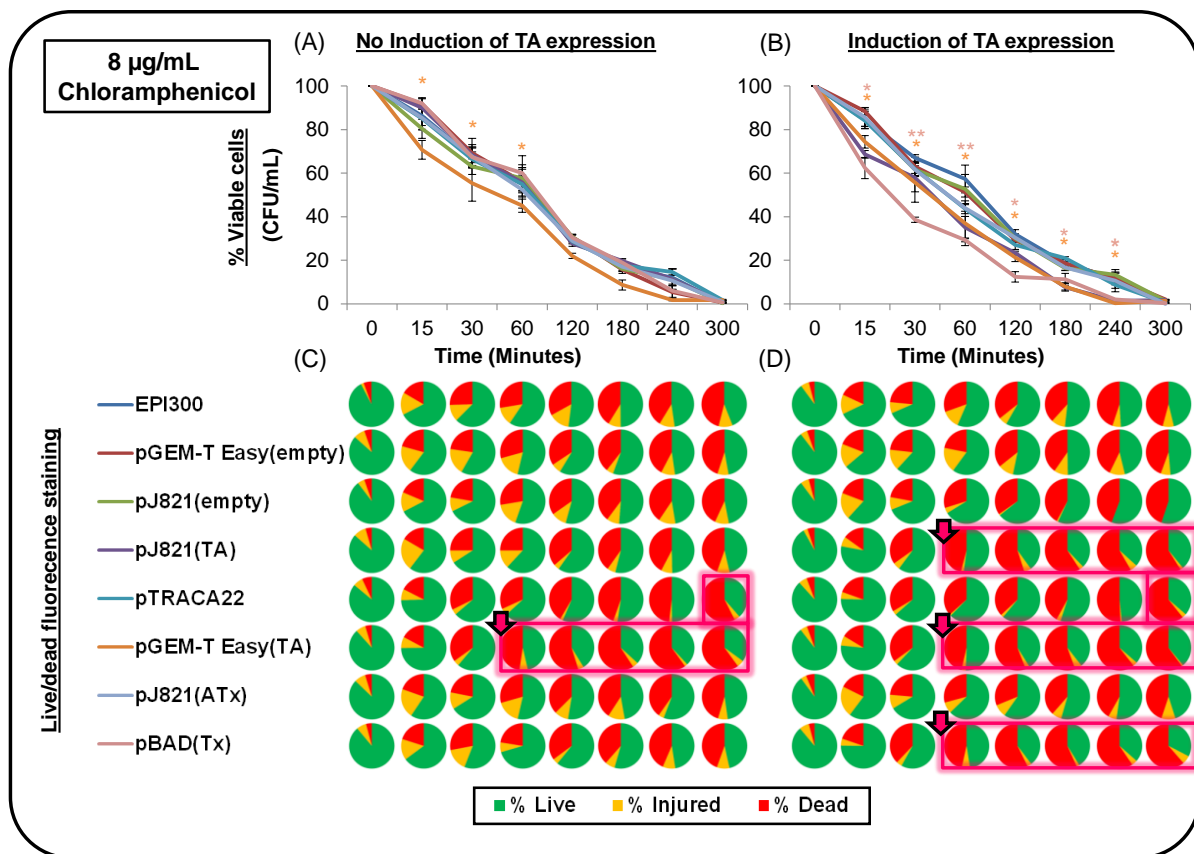 (A) No Induction of TA expression
(B) Induction of TA expression
8 µg/mL
Chloramphenicol
% Viable cells
(CFU/mL)
100
80
60
40
20
0
* * *
0 15 30 60 120 180 240 300
Time (Minutes)
100
80
60
40
20
0
* ** ** * * *
* * * * * *
0 15 30 60 120 180 240 300
Time (Minutes)
(C)
(D)
Live/dead fluorescence staining
EPI300
pGEM-T Easy(empty)
pJ821(empty)
pJ821(TA)
pTRACA22
pGEM-T Easy(TA)
pJ821(ATx)
pBAD(Tx)
% Live % Injured % Dead